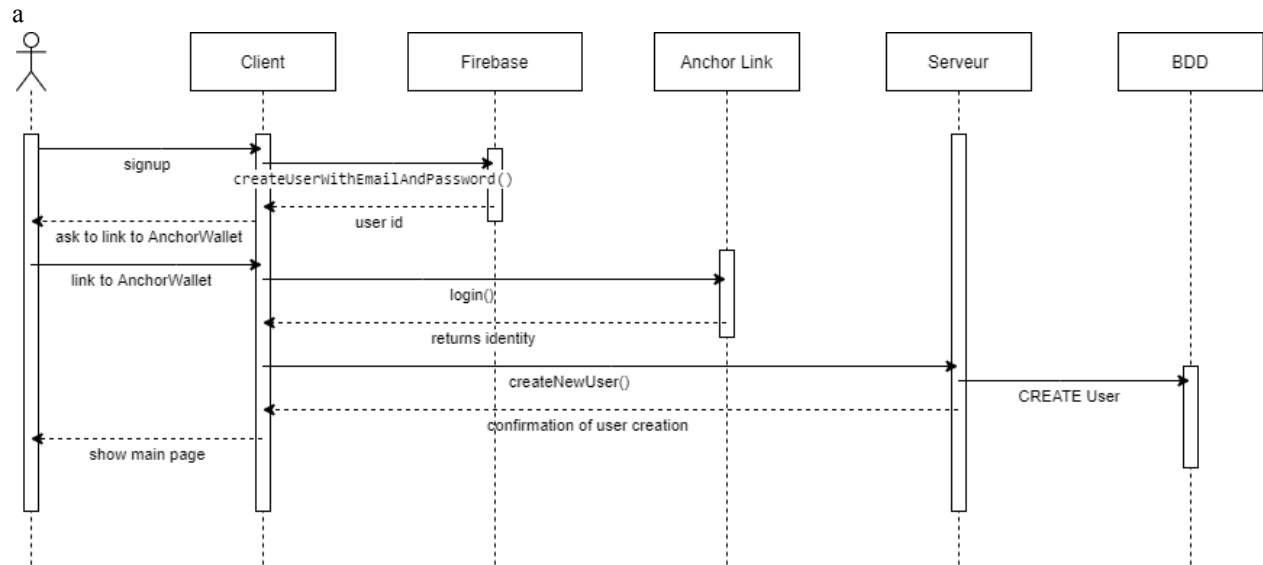 a
Client
Firebase
Anchor Link
Serveur
BDD
signup
createUserWithEmailAndPassword()
user id
ask to link to AnchorWallet
link to AnchorWallet
login()
returns identity
createNewUser()
CREATE User
confirmation of user creation
show main page